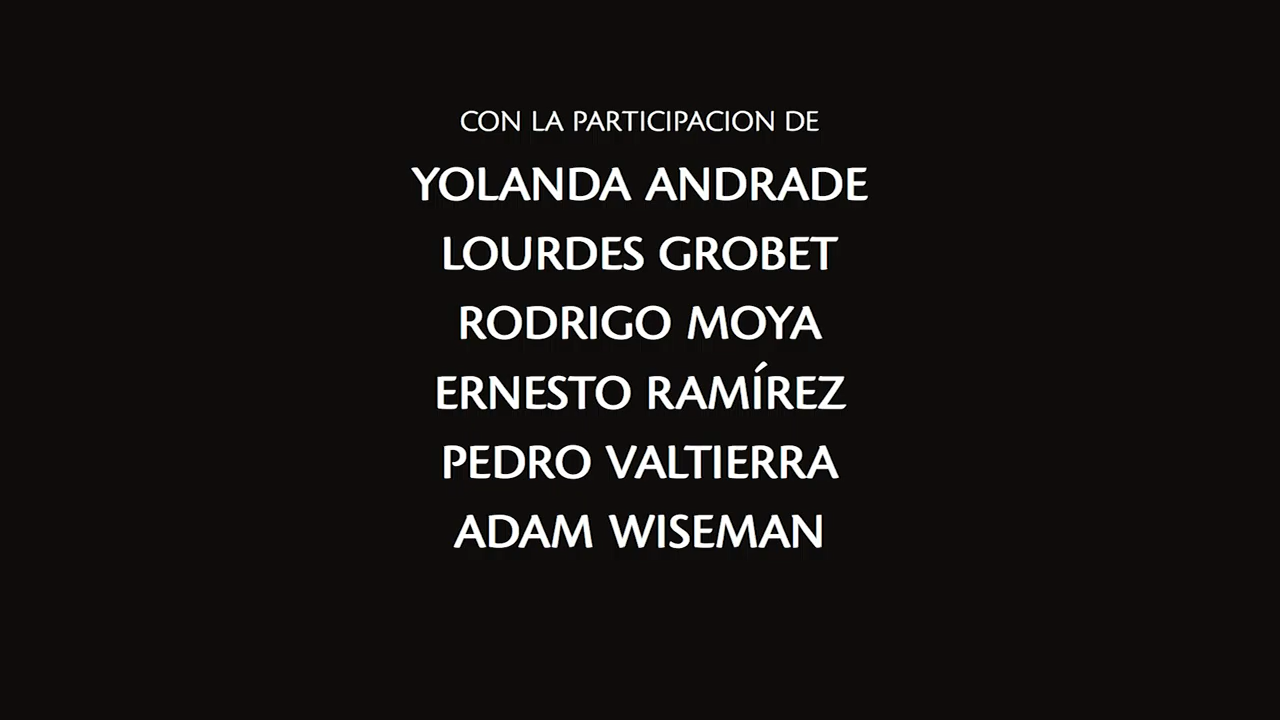 CON LA PARTICIPACION DE
YOLANDA ANDRADE
LOURDES GROBET
RODRIGO MOYA
ERNESTO RAMÍREZ
PEDRO VALTIERRA
ADAM WISEMAN